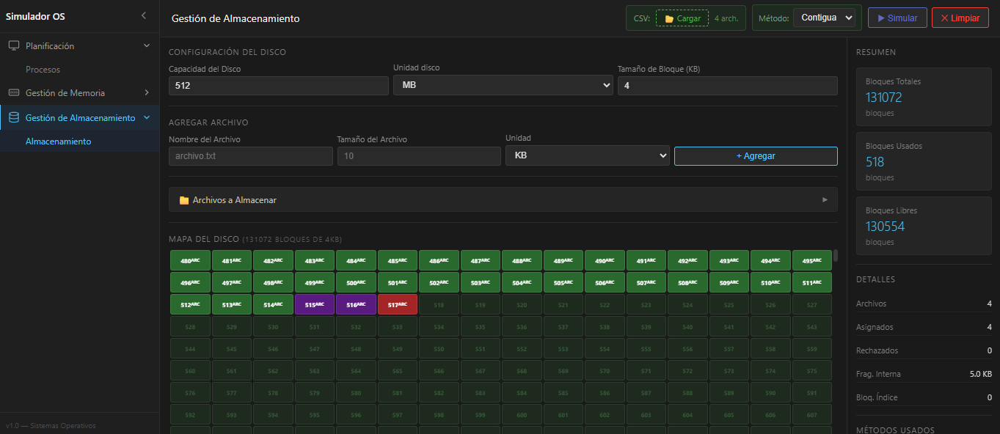 Simulador OS
Planificación
Procesos
Gestión de Memoria
Gestión de Almacenamiento
Almacenamiento
v1.0 — Sistemas Operativos
Gestión de Almacenamiento
CSV: Cargar 4 arch.
Método: Contigua
Simular
Limpiar
CONFIGURACIÓN DEL DISCO
Capacidad del Disco Unidad disco Tamaño de Bloque (KB)
512 MB 4
AGREGAR ARCHIVO
Nombre del Archivo Tamaño del Archivo Unidad
archivo.txt 10 KB + Agregar
Archivos a Almacenar
MAPA DEL DISCO (131072 BLOQUES DE 4KB)
480ARC 481ARC 482ARC 483ARC 484ARC 485ARC 486ARC 487ARC 488ARC 489ARC 490ARC 491ARC 492ARC 493ARC 494ARC 495ARC
496ARC 497ARC 498ARC 499ARC 500ARC 501ARC 502ARC 503ARC 504ARC 505ARC 506ARC 507ARC 508ARC 509ARC 510ARC 511ARC
512ARC 513ARC 514ARC 515ARC 516ARC 517ARC 518 519 520 521 522 523 524 525 526 527
528 529 530 531 532 533 534 535 536 537 538 539 540 541 542 543
544 545 546 547 548 549 550 551 552 553 554 555 556 557 558 559
560 561 562 563 564 565 566 567 568 569 570 571 572 573 574 575
576 577 578 579 580 581 582 583 584 585 586 587 588 589 590 591
592 593 594 595 596 597 598 599 600 601 602 603 604 605 606 607
RESUMEN
Bloques Totales
131072
bloques
Bloques Usados
518
bloques
Bloques Libres
130554
bloques
DETALLES
Archivos 4
Asignados 4
Rechazados 0
Frag. Interna 5.0 KB
Bloq. Índice 0
MÉTODOS USADOS